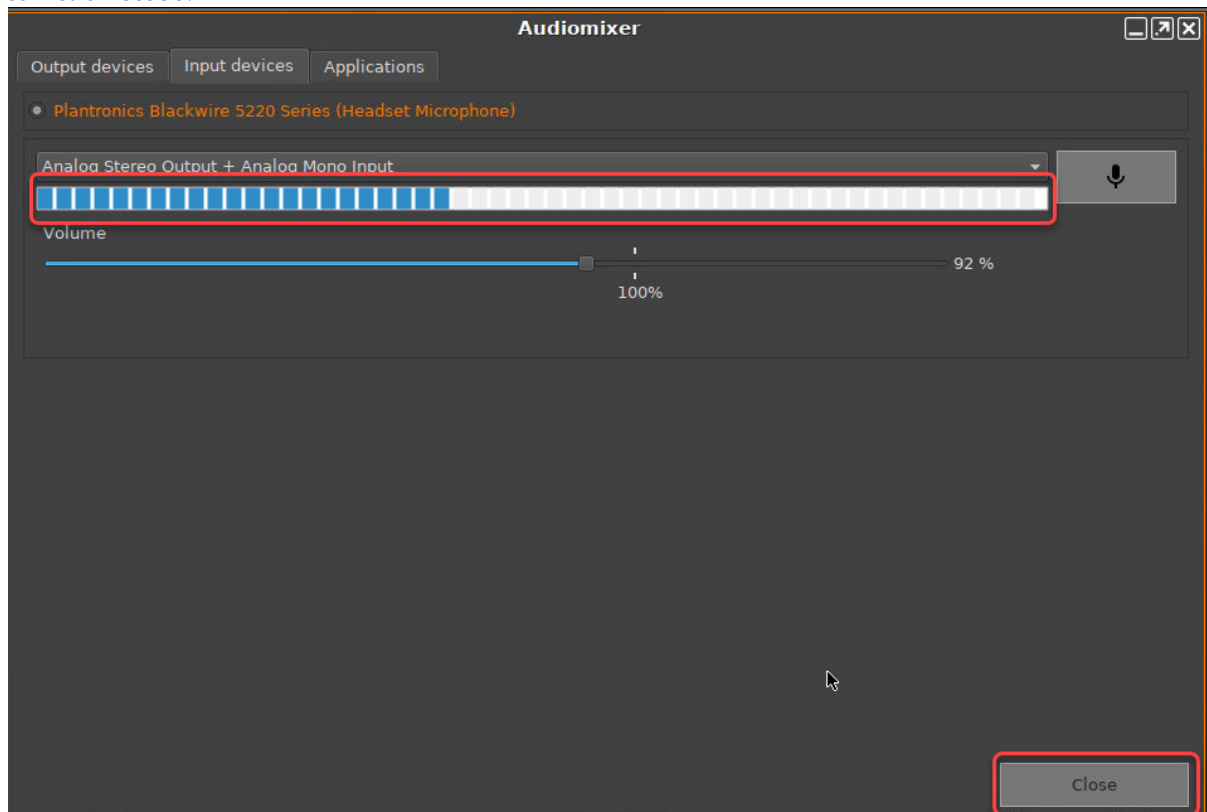 Audiomixer
Output devices Input devices Applications
Plantronics Blackwire 5220 Series (Headset Microphone)
Analog Stereo Output + Analog Mono Input
Volume
92 %
100%
Close